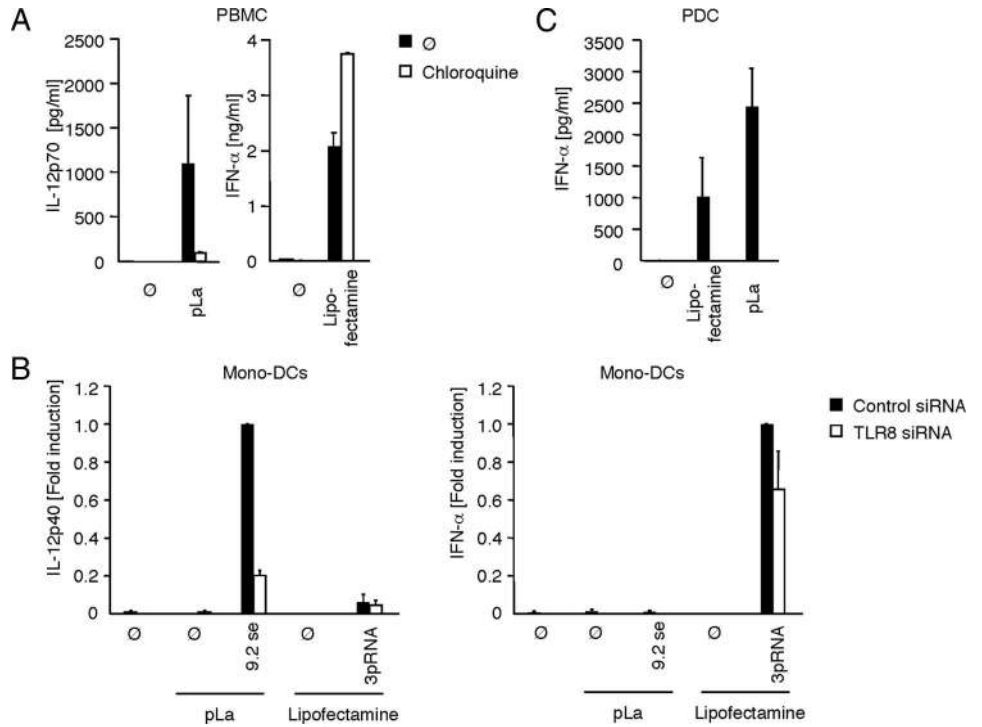 A
PBMC
IL-12p70 [pg/ml]
2500
2000
1500
1000
500
0
Ø
pLa
IFN-α [ng/ml]
4
3
2
1
0
Ø
Lipo-
fectamine
Ø
Chloroquine
C
PDC
IFN-α [pg/ml]
3500
3000
2500
2000
1500
1000
500
0
Ø
Lipo-
fectamine
pLa
B
Mono-DCs
IL-12p40 [Fold induction]
1.2
1.0
0.8
0.6
0.4
0.2
0
Ø
Ø
9.2 se
Ø
3pRNA
pLa
Lipofectamine
Mono-DCs
IFN-α [Fold induction]
1.2
1.0
0.8
0.6
0.4
0.2
0
Ø
Ø
9.2 se
Ø
3pRNA
pLa
Lipofectamine
Control siRNA
TLR8 siRNA